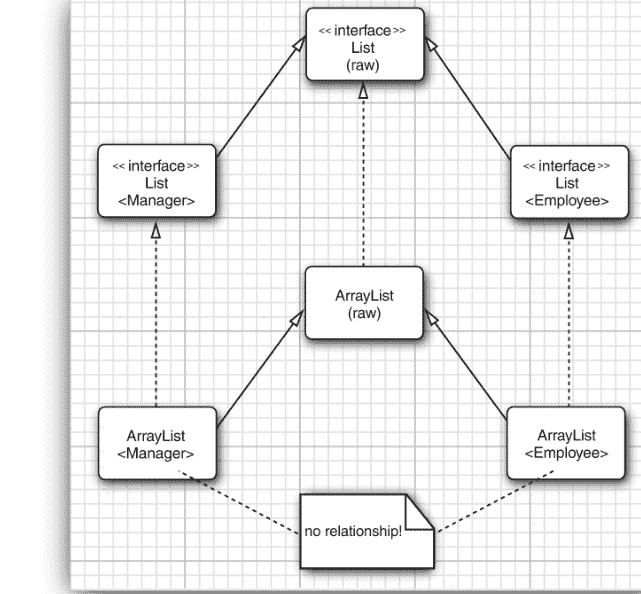 << interface >>
List
(raw)
<< interface >>
List
<Manager>
<< interface >>
List
<Employee>
ArrayList
(raw)
ArrayList
<Manager>
ArrayList
<Employee>
no relationship!